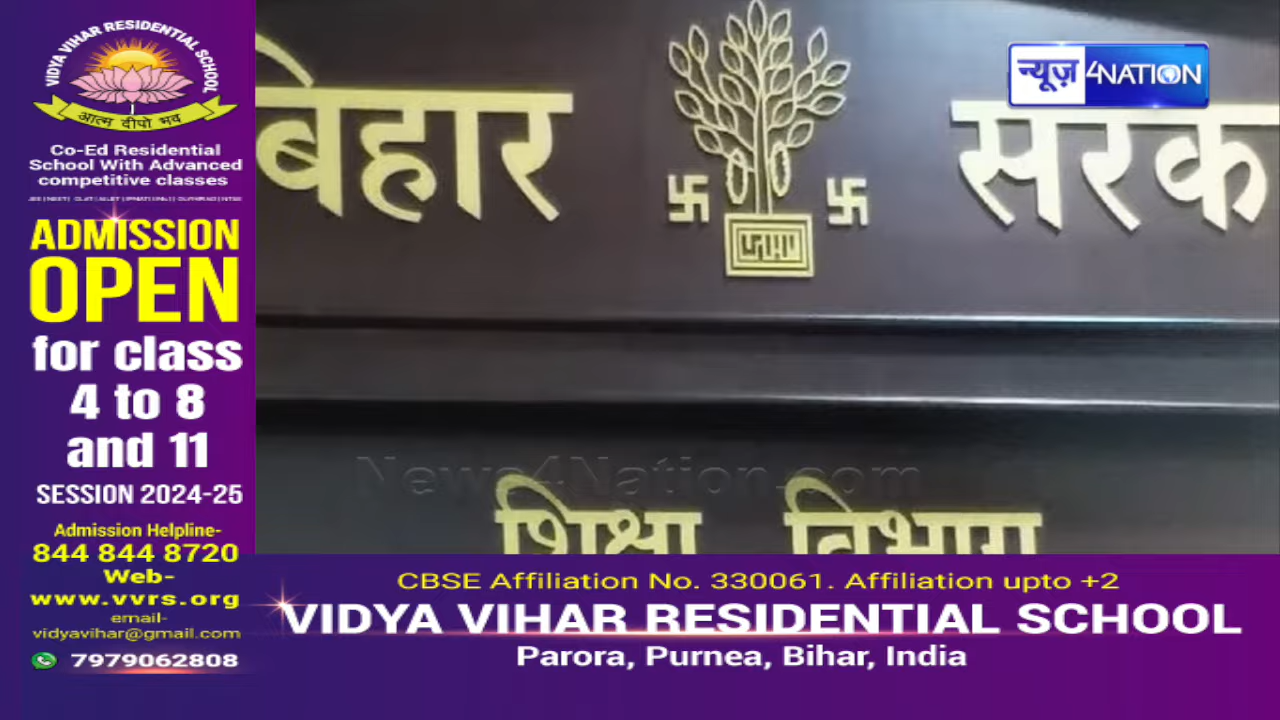 VIDYA VIHAR RESIDENTIAL SCHOOL
आत्म दीपो भव
Co-Ed Residential
School With Advanced
competitive classes
ADMISSION
OPEN
for class
4 to 8
and 11
SESSION 2024-25
Admission Helpline-
844 844 8720
Web-
www.vvrs.org
email-
vidyavihar@gmail.com
7979062808
न्यूज़ 4NATION
बिहार सरक
News4Nation.com
शिक्षा विभाग
CBSE Affiliation No. 330061. Affiliation upto +2
VIDYA VIHAR RESIDENTIAL SCHOOL
Parora, Purnea, Bihar, India